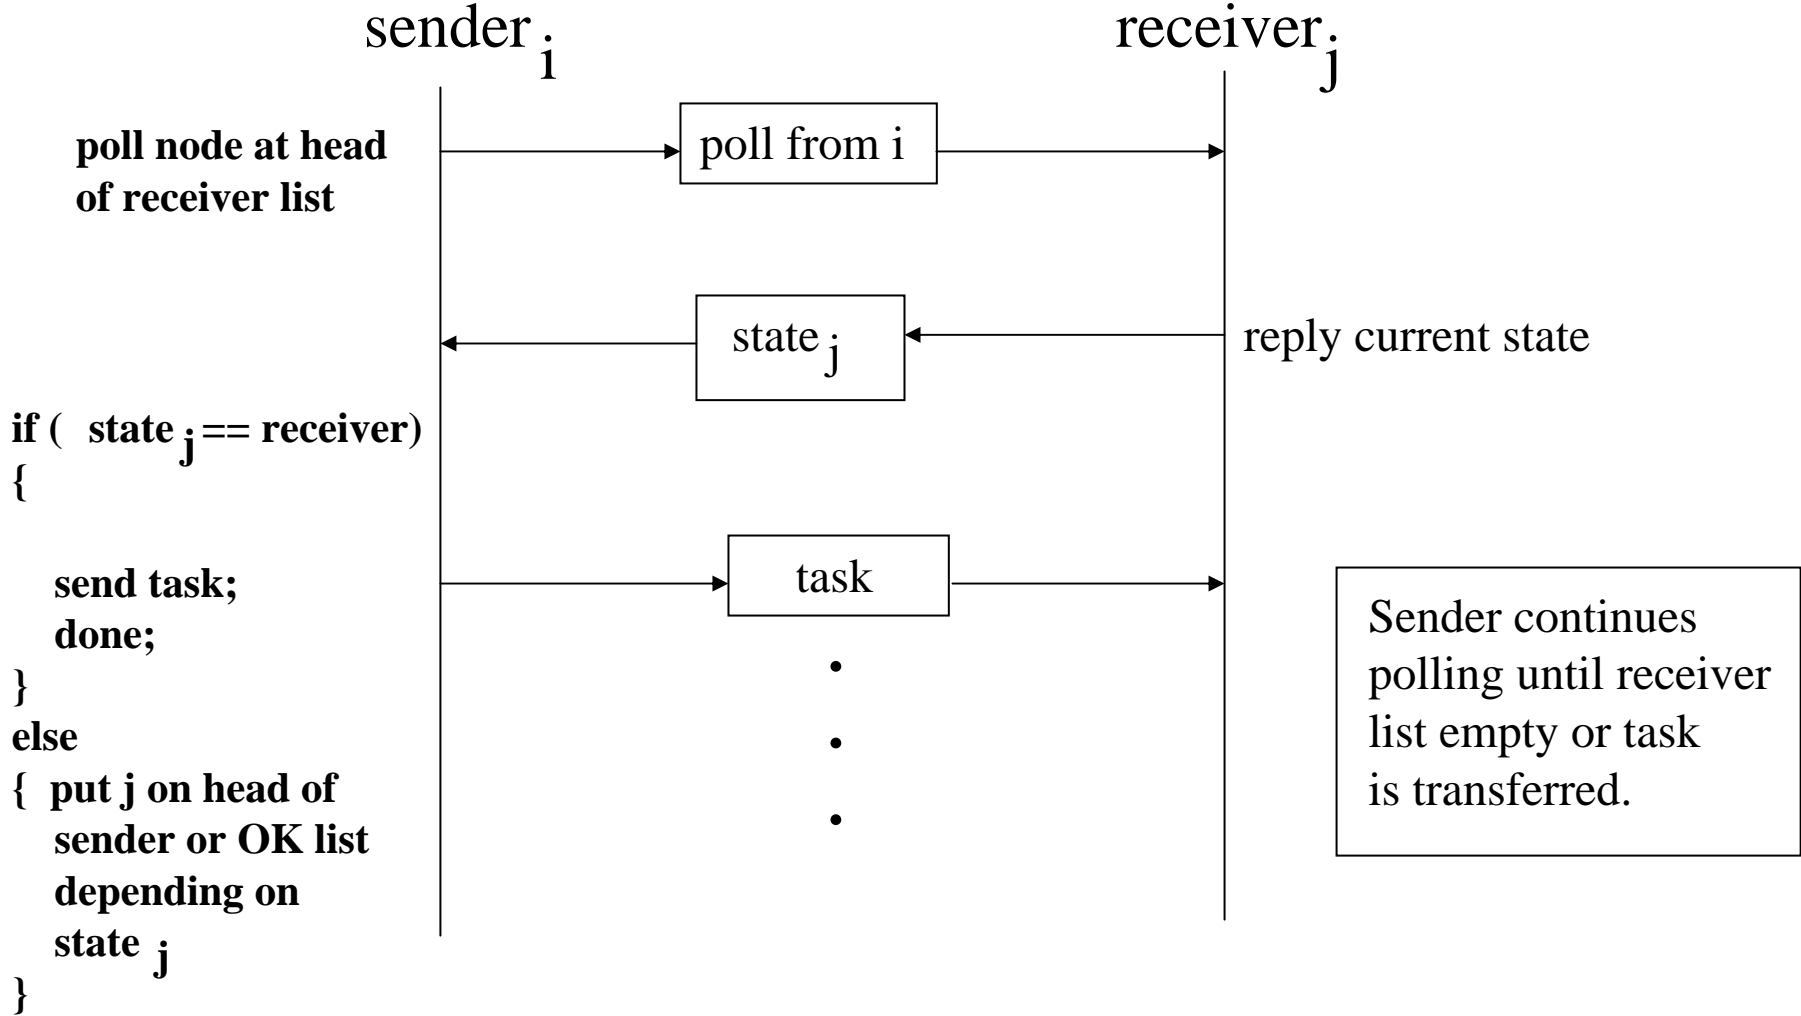 sender i
receiver j
poll node at head
of receiver list
poll from i
state j
reply current state
if ( state j == receiver)
{
send task;
done;
}
else
{ put j on head of
sender or OK list
depending on
state j
}
task
Sender continues
polling until receiver
list empty or task
is transferred.